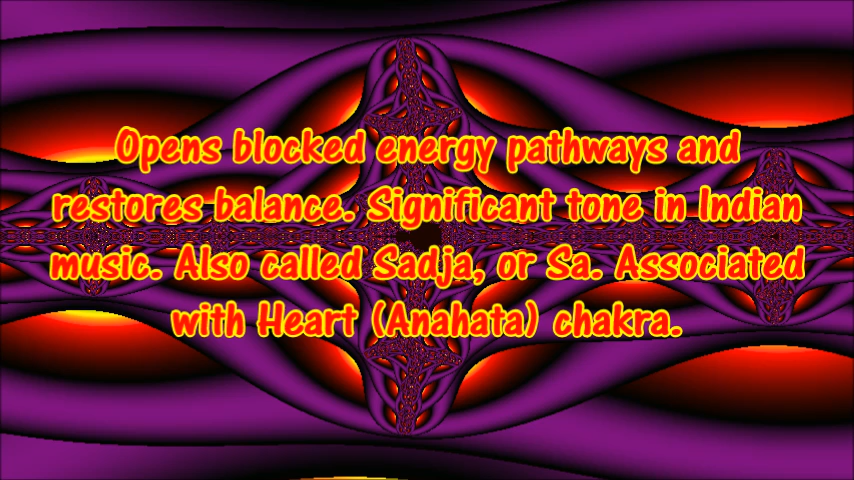 Opens blocked energy pathways and
restores balance. Significant tone in Indian
music. Also called Sadja, or Sa. Associated
with Heart (Anahata) chakra.